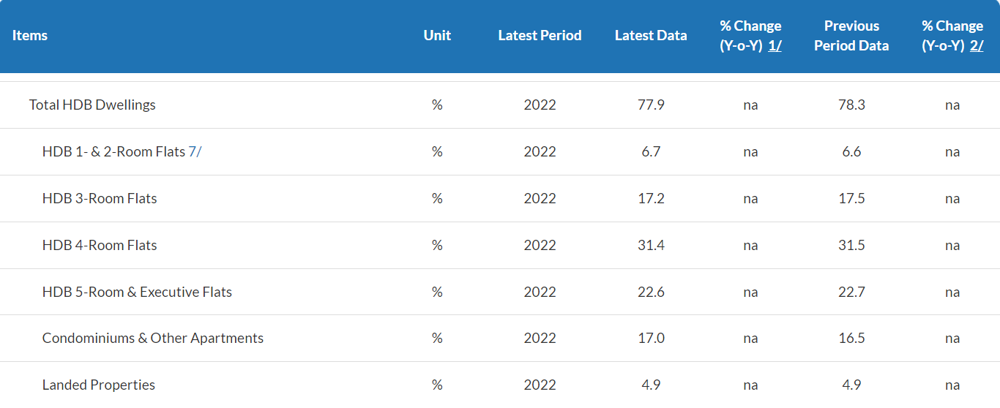 Items Unit Latest Period Latest Data % Change (Y-o-Y) 1/ Previous Period Data % Change (Y-o-Y) 2/
Total HDB Dwellings % 2022 77.9 na 78.3 na
HDB 1- & 2-Room Flats 7/ % 2022 6.7 na 6.6 na
HDB 3-Room Flats % 2022 17.2 na 17.5 na
HDB 4-Room Flats % 2022 31.4 na 31.5 na
HDB 5-Room & Executive Flats % 2022 22.6 na 22.7 na
Condominiums & Other Apartments % 2022 17.0 na 16.5 na
Landed Properties % 2022 4.9 na 4.9 na